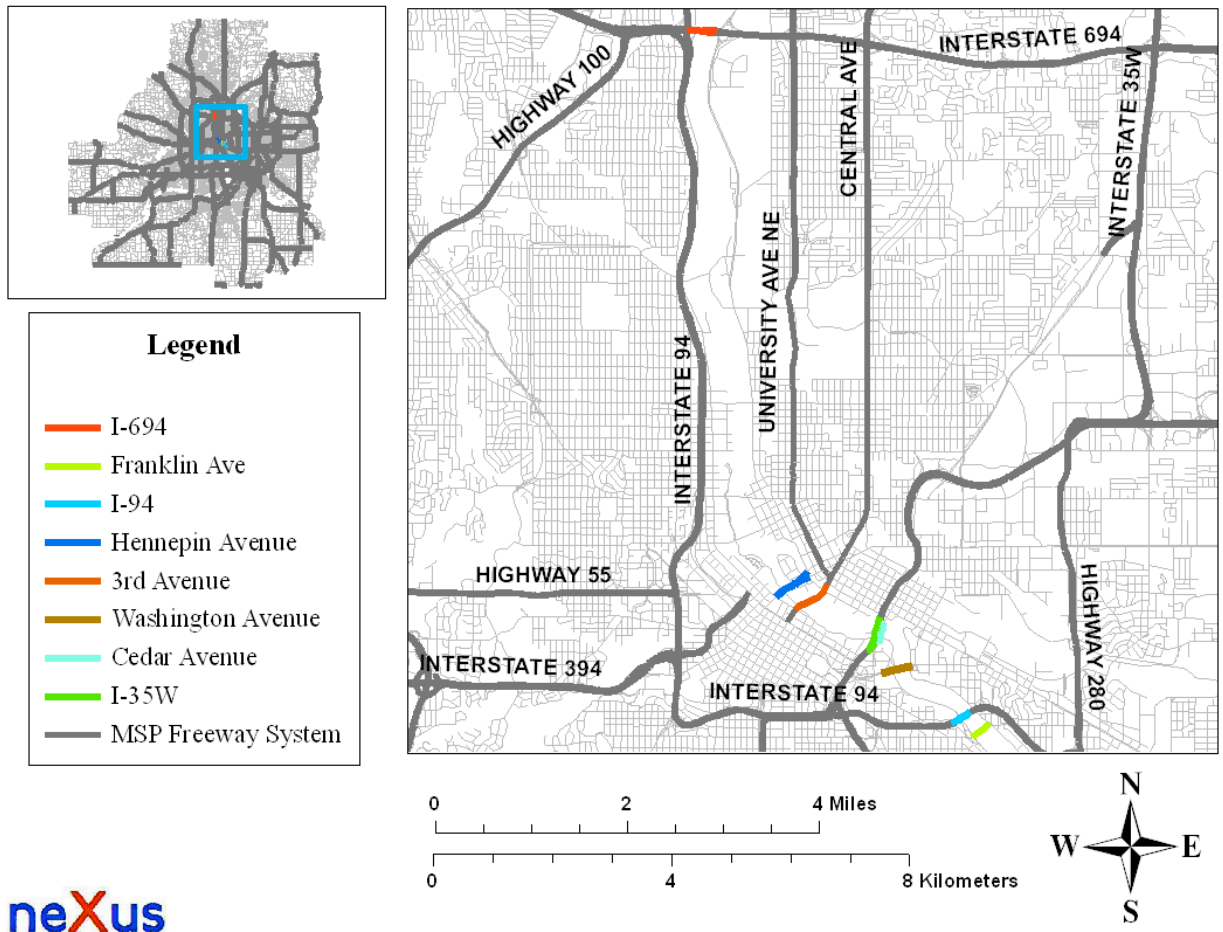 INTERSTATE 694
HIGHWAY 100
CENTRAL AVE
INTERSTATE 35W
UNIVERSITY AVE NE
INTERSTATE 94
HIGHWAY 55
INTERSTATE 394
INTERSTATE 94
HIGHWAY 280
Legend
I-694
Franklin Ave
I-94
Hennepin Avenue
3rd Avenue
Washington Avenue
Cedar Avenue
I-35W
MSP Freeway System
0 2 4 Miles
0 4 8 Kilometers
N
W E
S
neXus